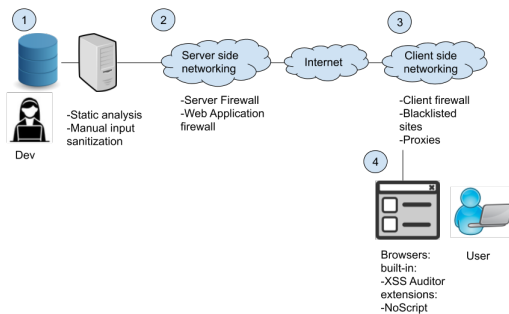 1
2
3
Server side
networking
Internet
Client side
networking
-Static analysis
-Manual input
sanitization
-Server Firewall
-Web Application
firewall
-Client firewall
-Blacklisted
sites
-Proxies
Dev
4
Browsers:
built-in:
-XSS Auditor
extensions:
-NoScript
User